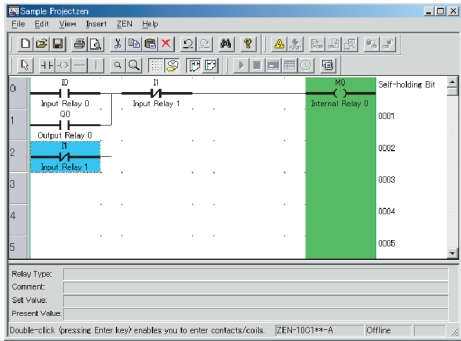 Sample Project.zen
File Edit View Insert ZEN Help
0 I0 I1 M0 Self-holding Bit
Input Relay 0 Input Relay 1 Internal Relay 0
1 Q0 0001
Output Relay 0
2 I1 0002
Input Relay 1
3 0003
4 0004
5 0005
Relay Type:
Comment:
Set Value:
Present Value:
Double-click (pressing Enter key) enables you to enter contacts/coils. ZEN-10C1**-A Offline